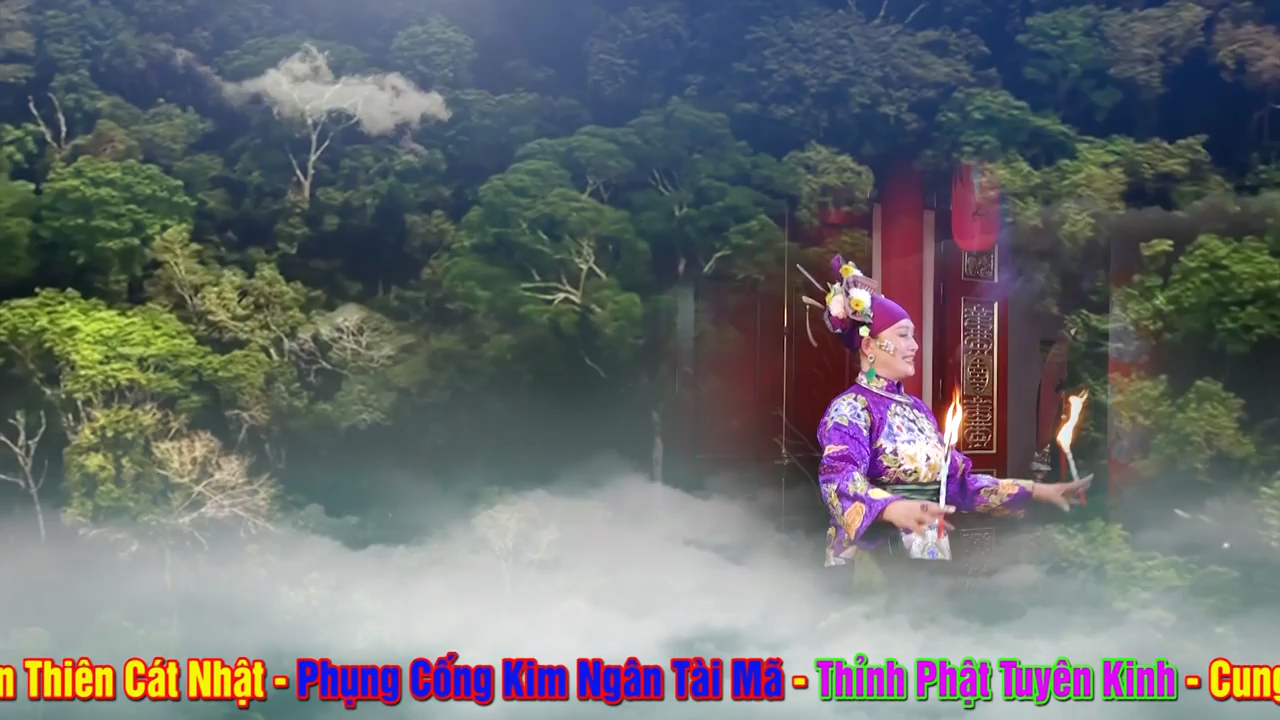 n Thiên Cát Nhật - Phụng Cống Kim Ngân Tài Mã - Thỉnh Phật Tuyên Kinh - Cung